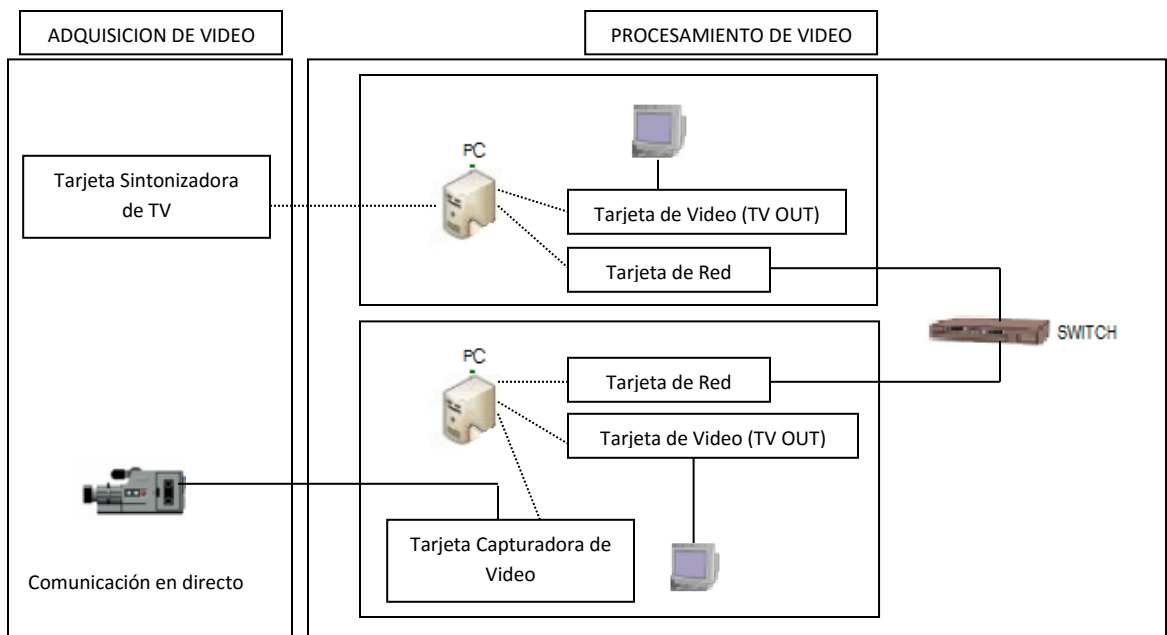 ADQUISICION DE VIDEO
PROCESAMIENTO DE VIDEO
Tarjeta Sintonizadora
de TV
PC
Tarjeta de Video (TV OUT)
Tarjeta de Red
SWITCH
PC
Tarjeta de Red
Tarjeta de Video (TV OUT)
Tarjeta Capturadora de
Video
Comunicación en directo